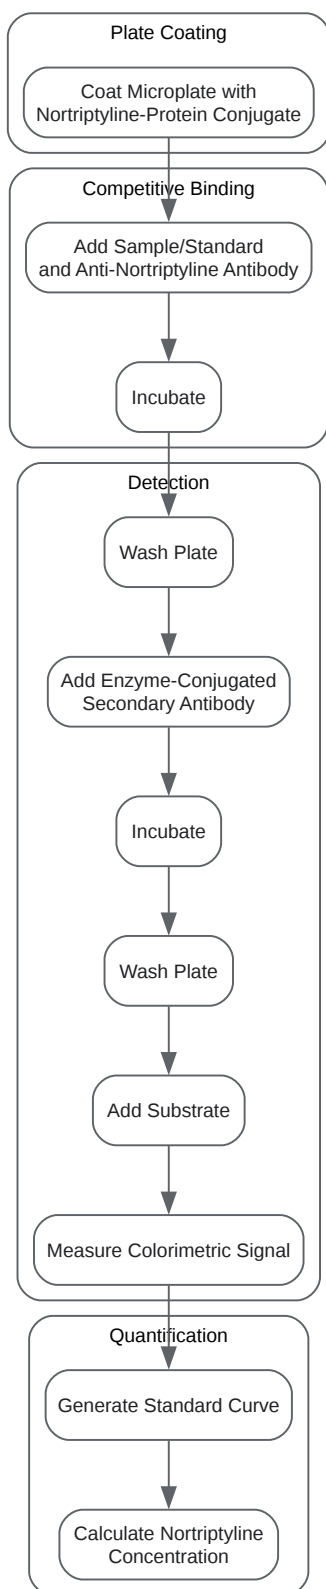 Plate Coating
Coat Microplate with
Nortriptyline-Protein Conjugate
Competitive Binding
Add Sample/Standard
and Anti-Nortriptyline Antibody
Incubate
Detection
Wash Plate
Add Enzyme-Conjugated
Secondary Antibody
Incubate
Wash Plate
Add Substrate
Measure Colorimetric Signal
Quantification
Generate Standard Curve
Calculate Nortriptyline
Concentration